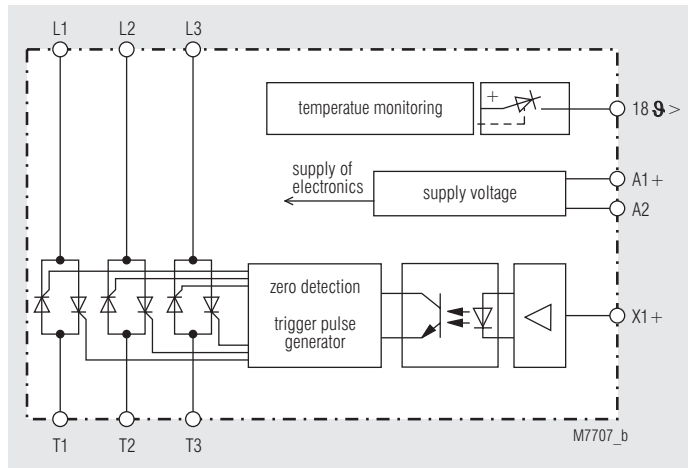 L1 L2 L3
temperatue monitoring
+
18 ϑ >
supply of
electronics
supply voltage
A1+
A2
zero detection
trigger pulse
generator
X1+
T1 T2 T3
M7707_b